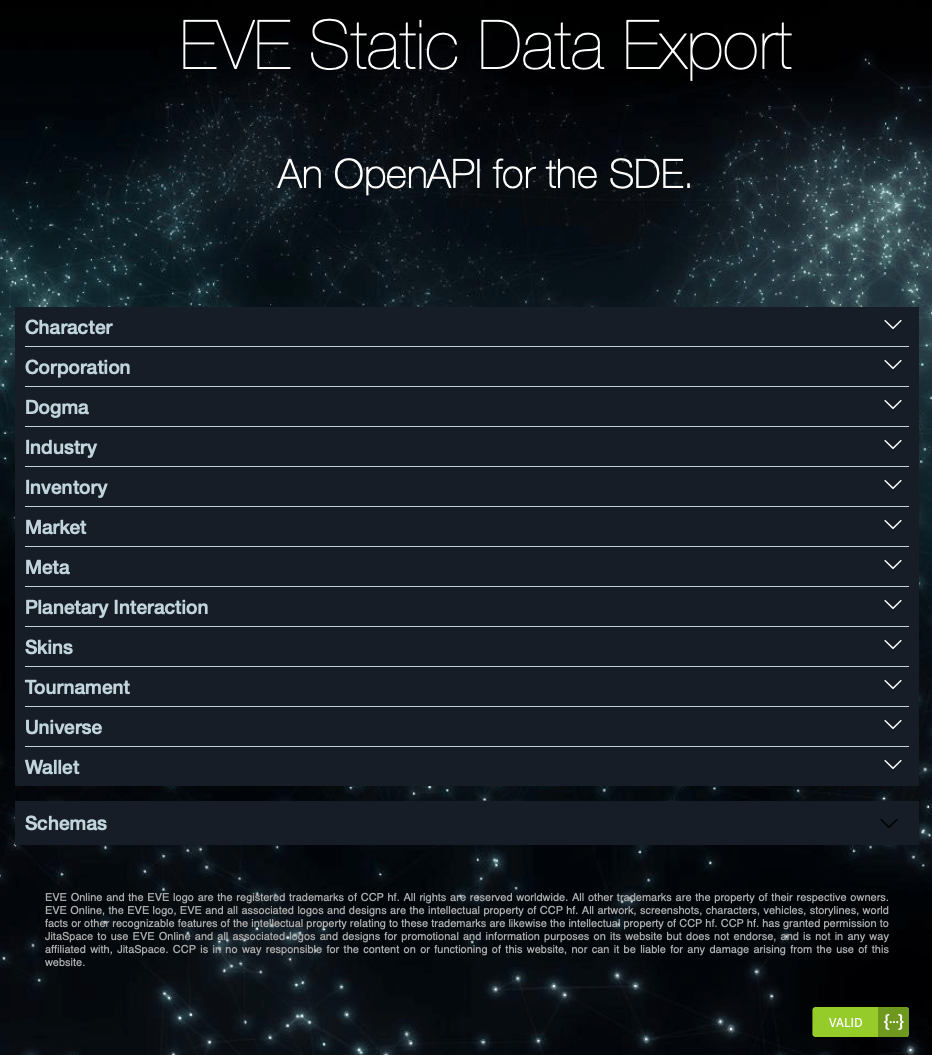 EVE Static Data Export
An OpenAPI for the SDE.
Character
Corporation
Dogma
Industry
Inventory
Market
Meta
Planetary Interaction
Skins
Tournament
Universe
Wallet
Schemas
EVE Online and the EVE logo are the registered trademarks of CCP hf. All rights are reserved worldwide. All other trademarks are the property of their respective owners.
EVE Online, the EVE logo, EVE and all associated logos and designs are the intellectual property of CCP hf. All artwork, screenshots, characters, vehicles, storylines, world
facts or other recognizable features of the intellectual property relating to these trademarks are likewise the intellectual property of CCP hf. CCP hf. has granted permission to
JitaSpace to use EVE Online and all associated logos and designs for promotional and information purposes on its website but does not endorse, and is not in any way
affiliated with, JitaSpace. CCP is in no way responsible for the content on or functioning of this website, nor can it be liable for any damage arising from the use of this
website.
VALID {···}